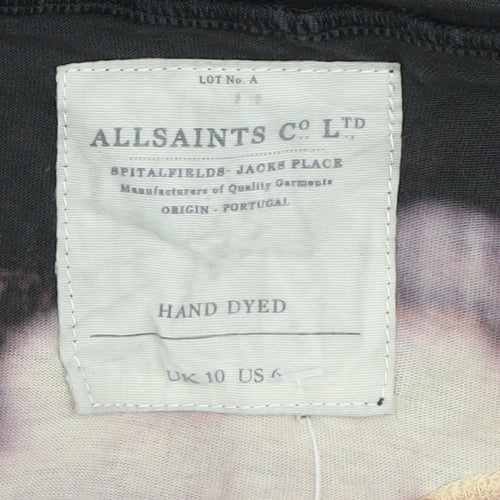 LOT No. A
ALLSAINTS Cº. LTD
SPITALFIELDS- JACKS PLACE
Manufacturers of Quality Garments
ORIGIN - PORTUGAL
HAND DYED
UK 10 US 6